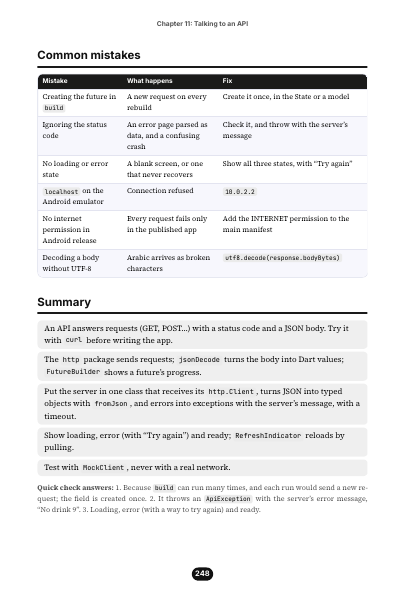 Chapter 11: Talking to an API
Common mistakes
Mistake What happens Fix
Creating the future in A new request on every Create it once, in the State or a model
build rebuild
Ignoring the status An error page parsed as Check it, and throw with the server’s
code data, and a confusing message
crash
No loading or error A blank screen, or one Show all three states, with “Try again”
state that never recovers
localhost on the Connection refused 10.0.2.2
Android emulator
No internet Every request fails only Add the INTERNET permission to the
permission in in the published app main manifest
Android release
Decoding a body Arabic arrives as broken utf8.decode(response.bodyBytes)
without UTF-8 characters
Summary
An API answers requests (GET, POST…) with a status code and a JSON body. Try it
with curl before writing the app.
The http package sends requests; jsonDecode turns the body into Dart values;
FutureBuilder shows a future’s progress.
Put the server in one class that receives its http.Client, turns JSON into typed
objects with fromJson, and errors into exceptions with the server’s message, with a
timeout.
Show loading, error (with “Try again”) and ready; RefreshIndicator reloads by
pulling.
Test with MockClient, never with a real network.
Quick check answers: 1. Because build can run many times, and each run would send a new re-
quest; the field is created once. 2. It throws an ApiException with the server’s error message,
“No drink 9”. 3. Loading, error (with a way to try again) and ready.
248